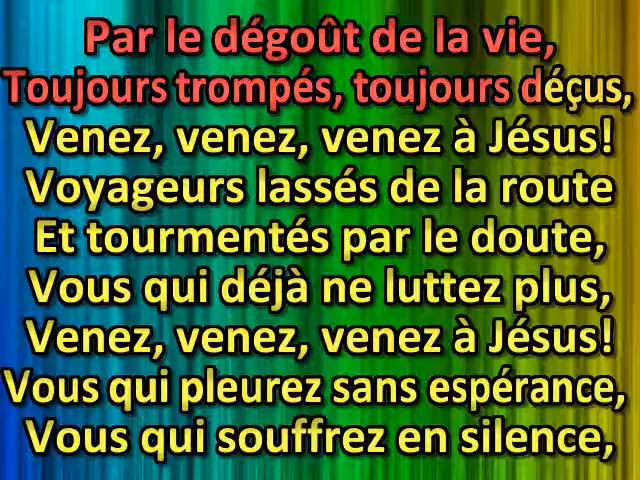 Par le dégoût de la vie,
Toujours trompés, toujours déçus,
Venez, venez, venez à Jésus!
Voyageurs lassés de la route
Et tourmentés par le doute,
Vous qui déjà ne luttez plus,
Venez, venez, venez à Jésus!
Vous qui pleurez sans espérance,
Vous qui souffrez en silence,